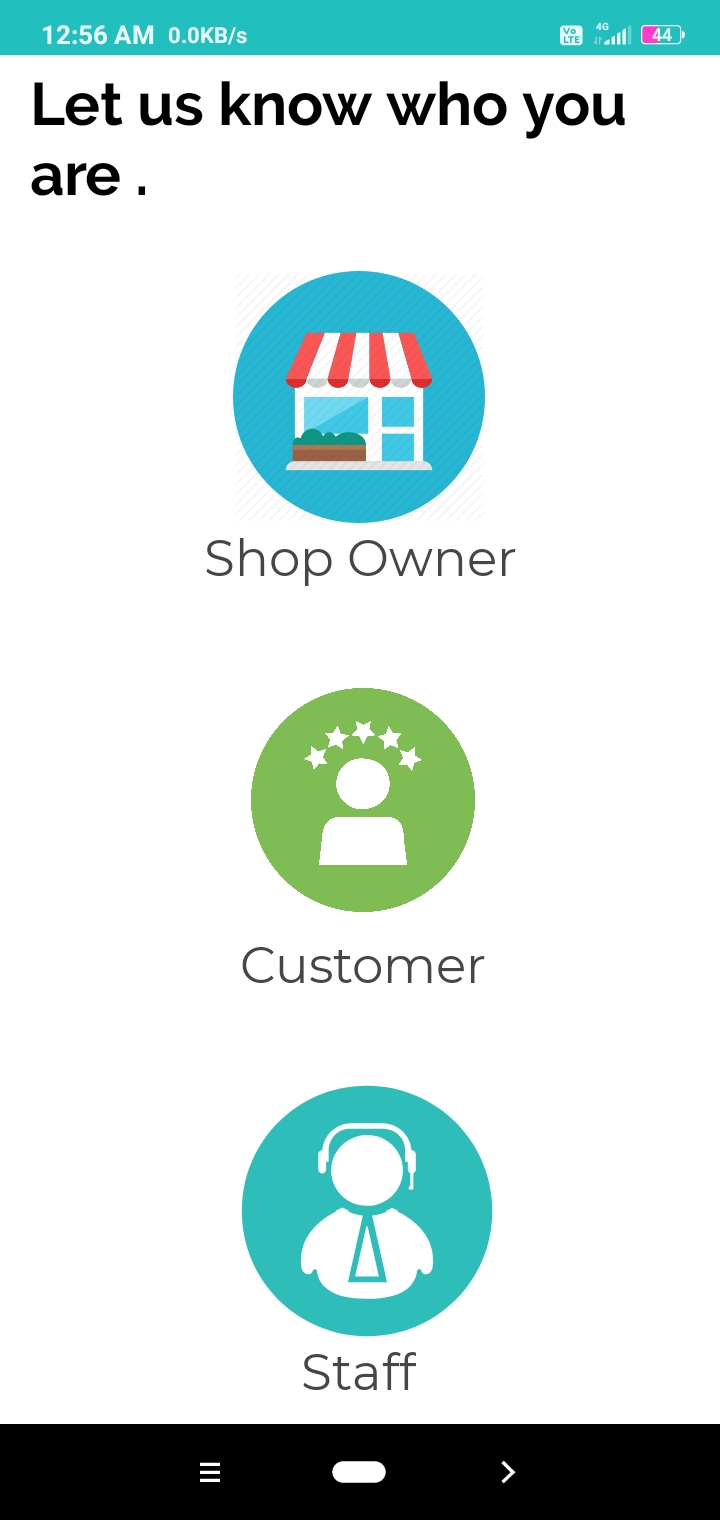 12:56 AM 0.0KB/s Vo LTE 4G 44
Let us know who you
are .
Shop Owner
Customer
Staff